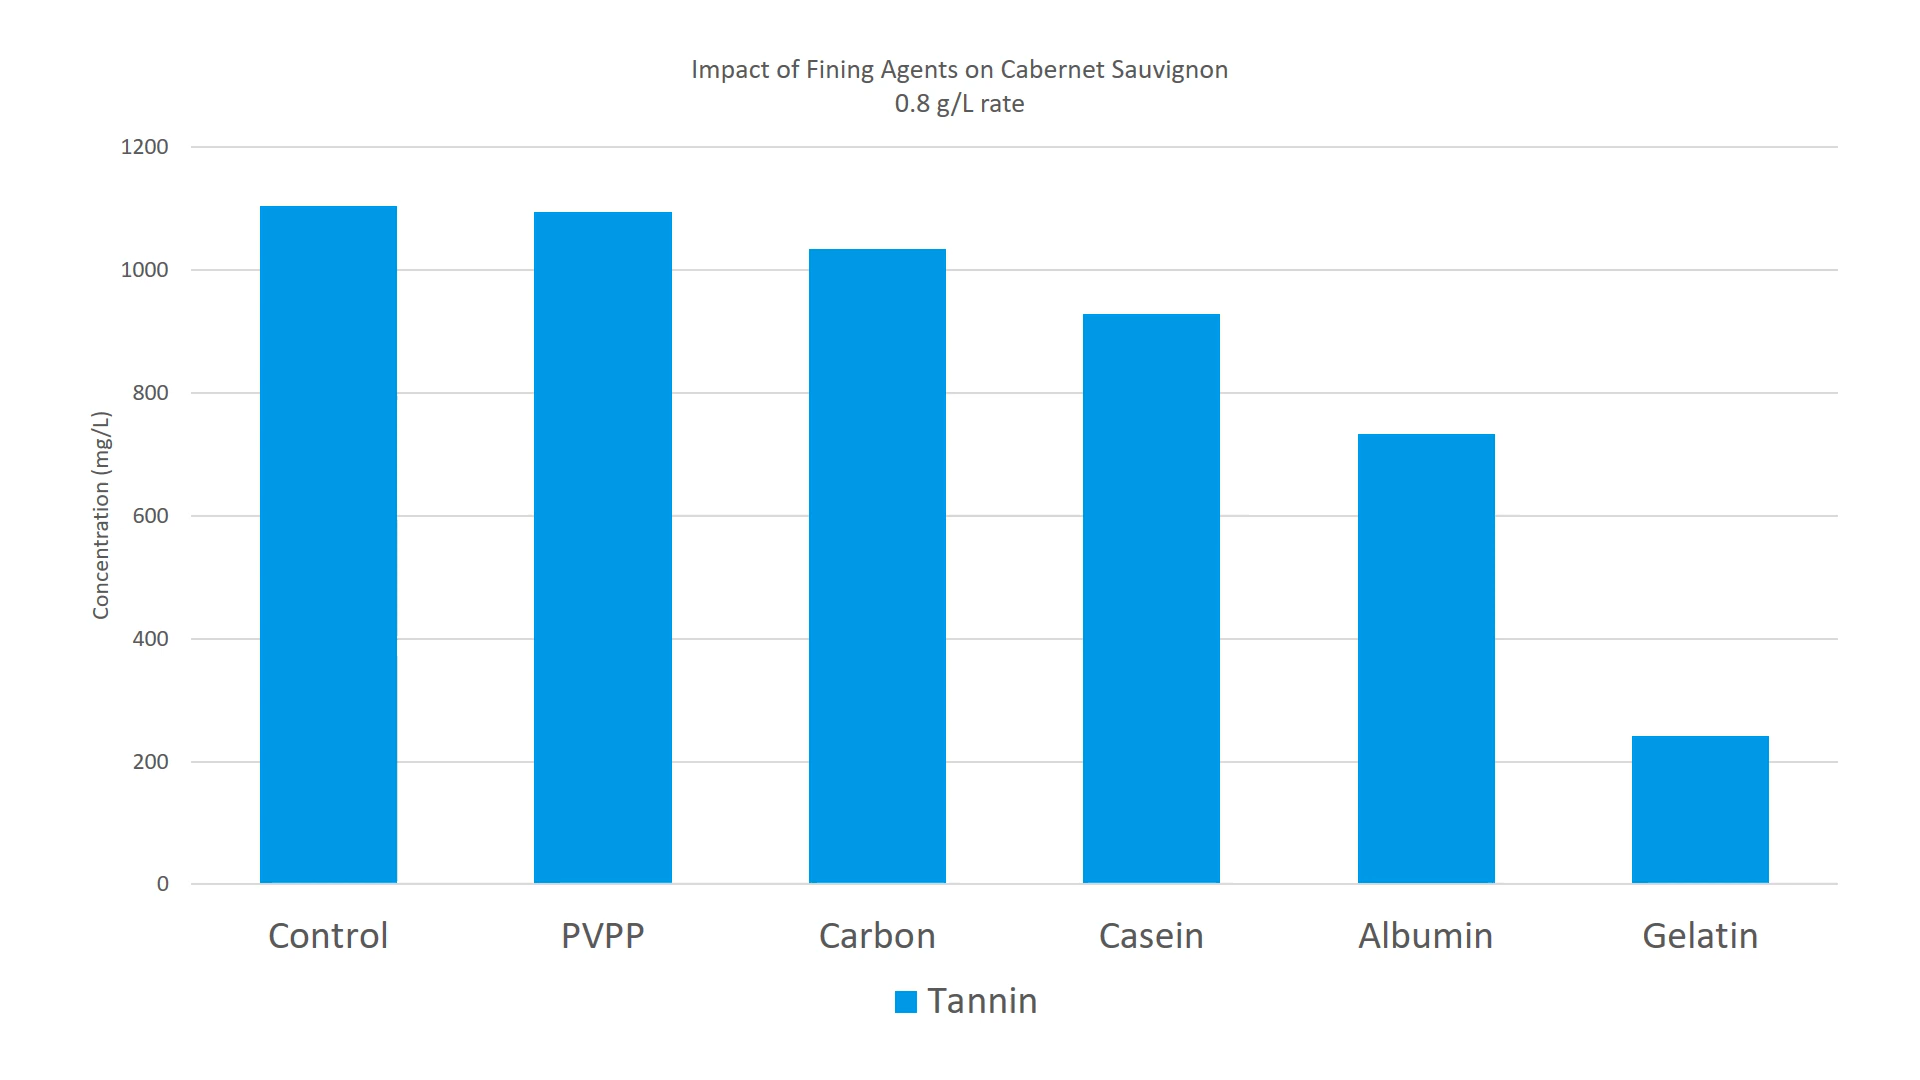 Impact of Fining Agents on Cabernet Sauvignon
0.8 g/L rate
1200
1000
800
600
400
200
0
Concentration (mg/L)
Control
PVPP
Carbon
Casein
Albumin
Gelatin
Tannin